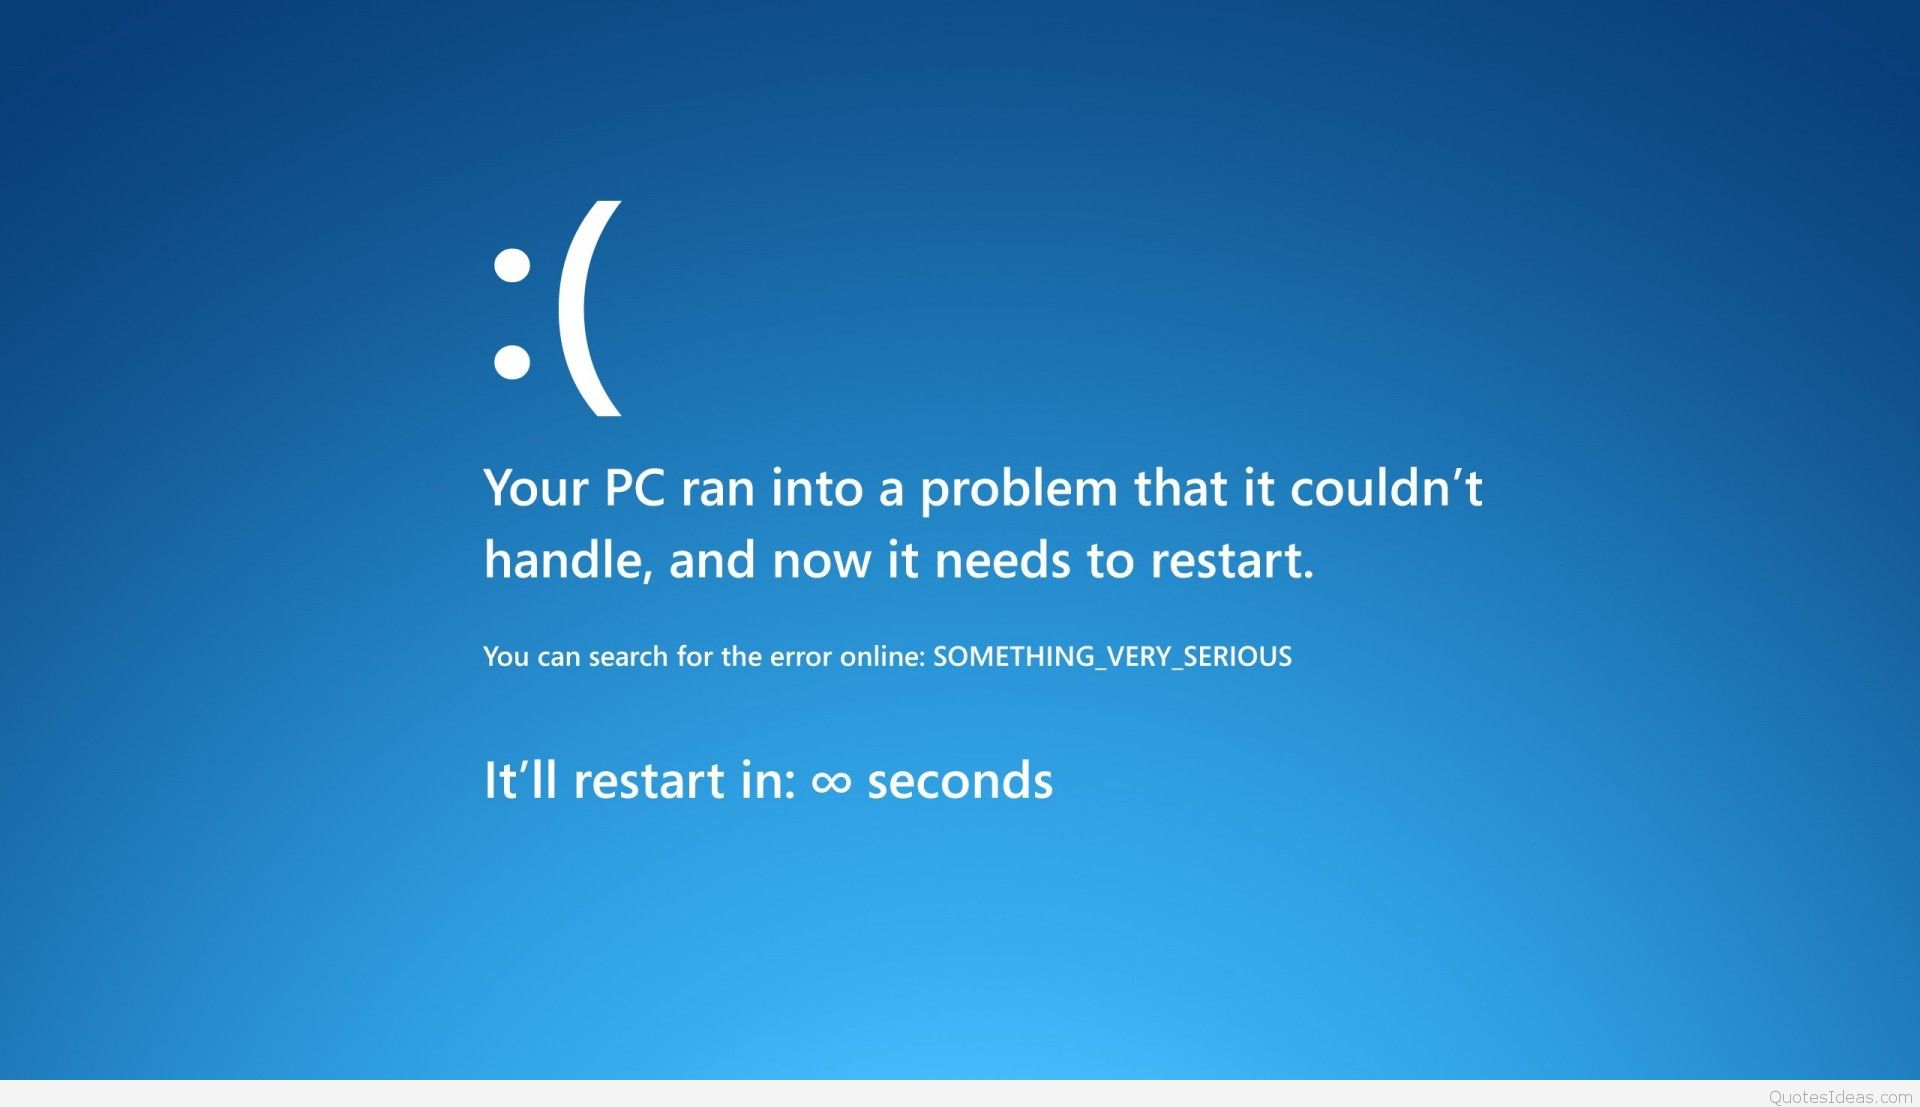 :(
Your PC ran into a problem that it couldn’t
handle, and now it needs to restart.
You can search for the error online: SOMETHING_VERY_SERIOUS
It’ll restart in: ∞ seconds
QuotesIdeas.com